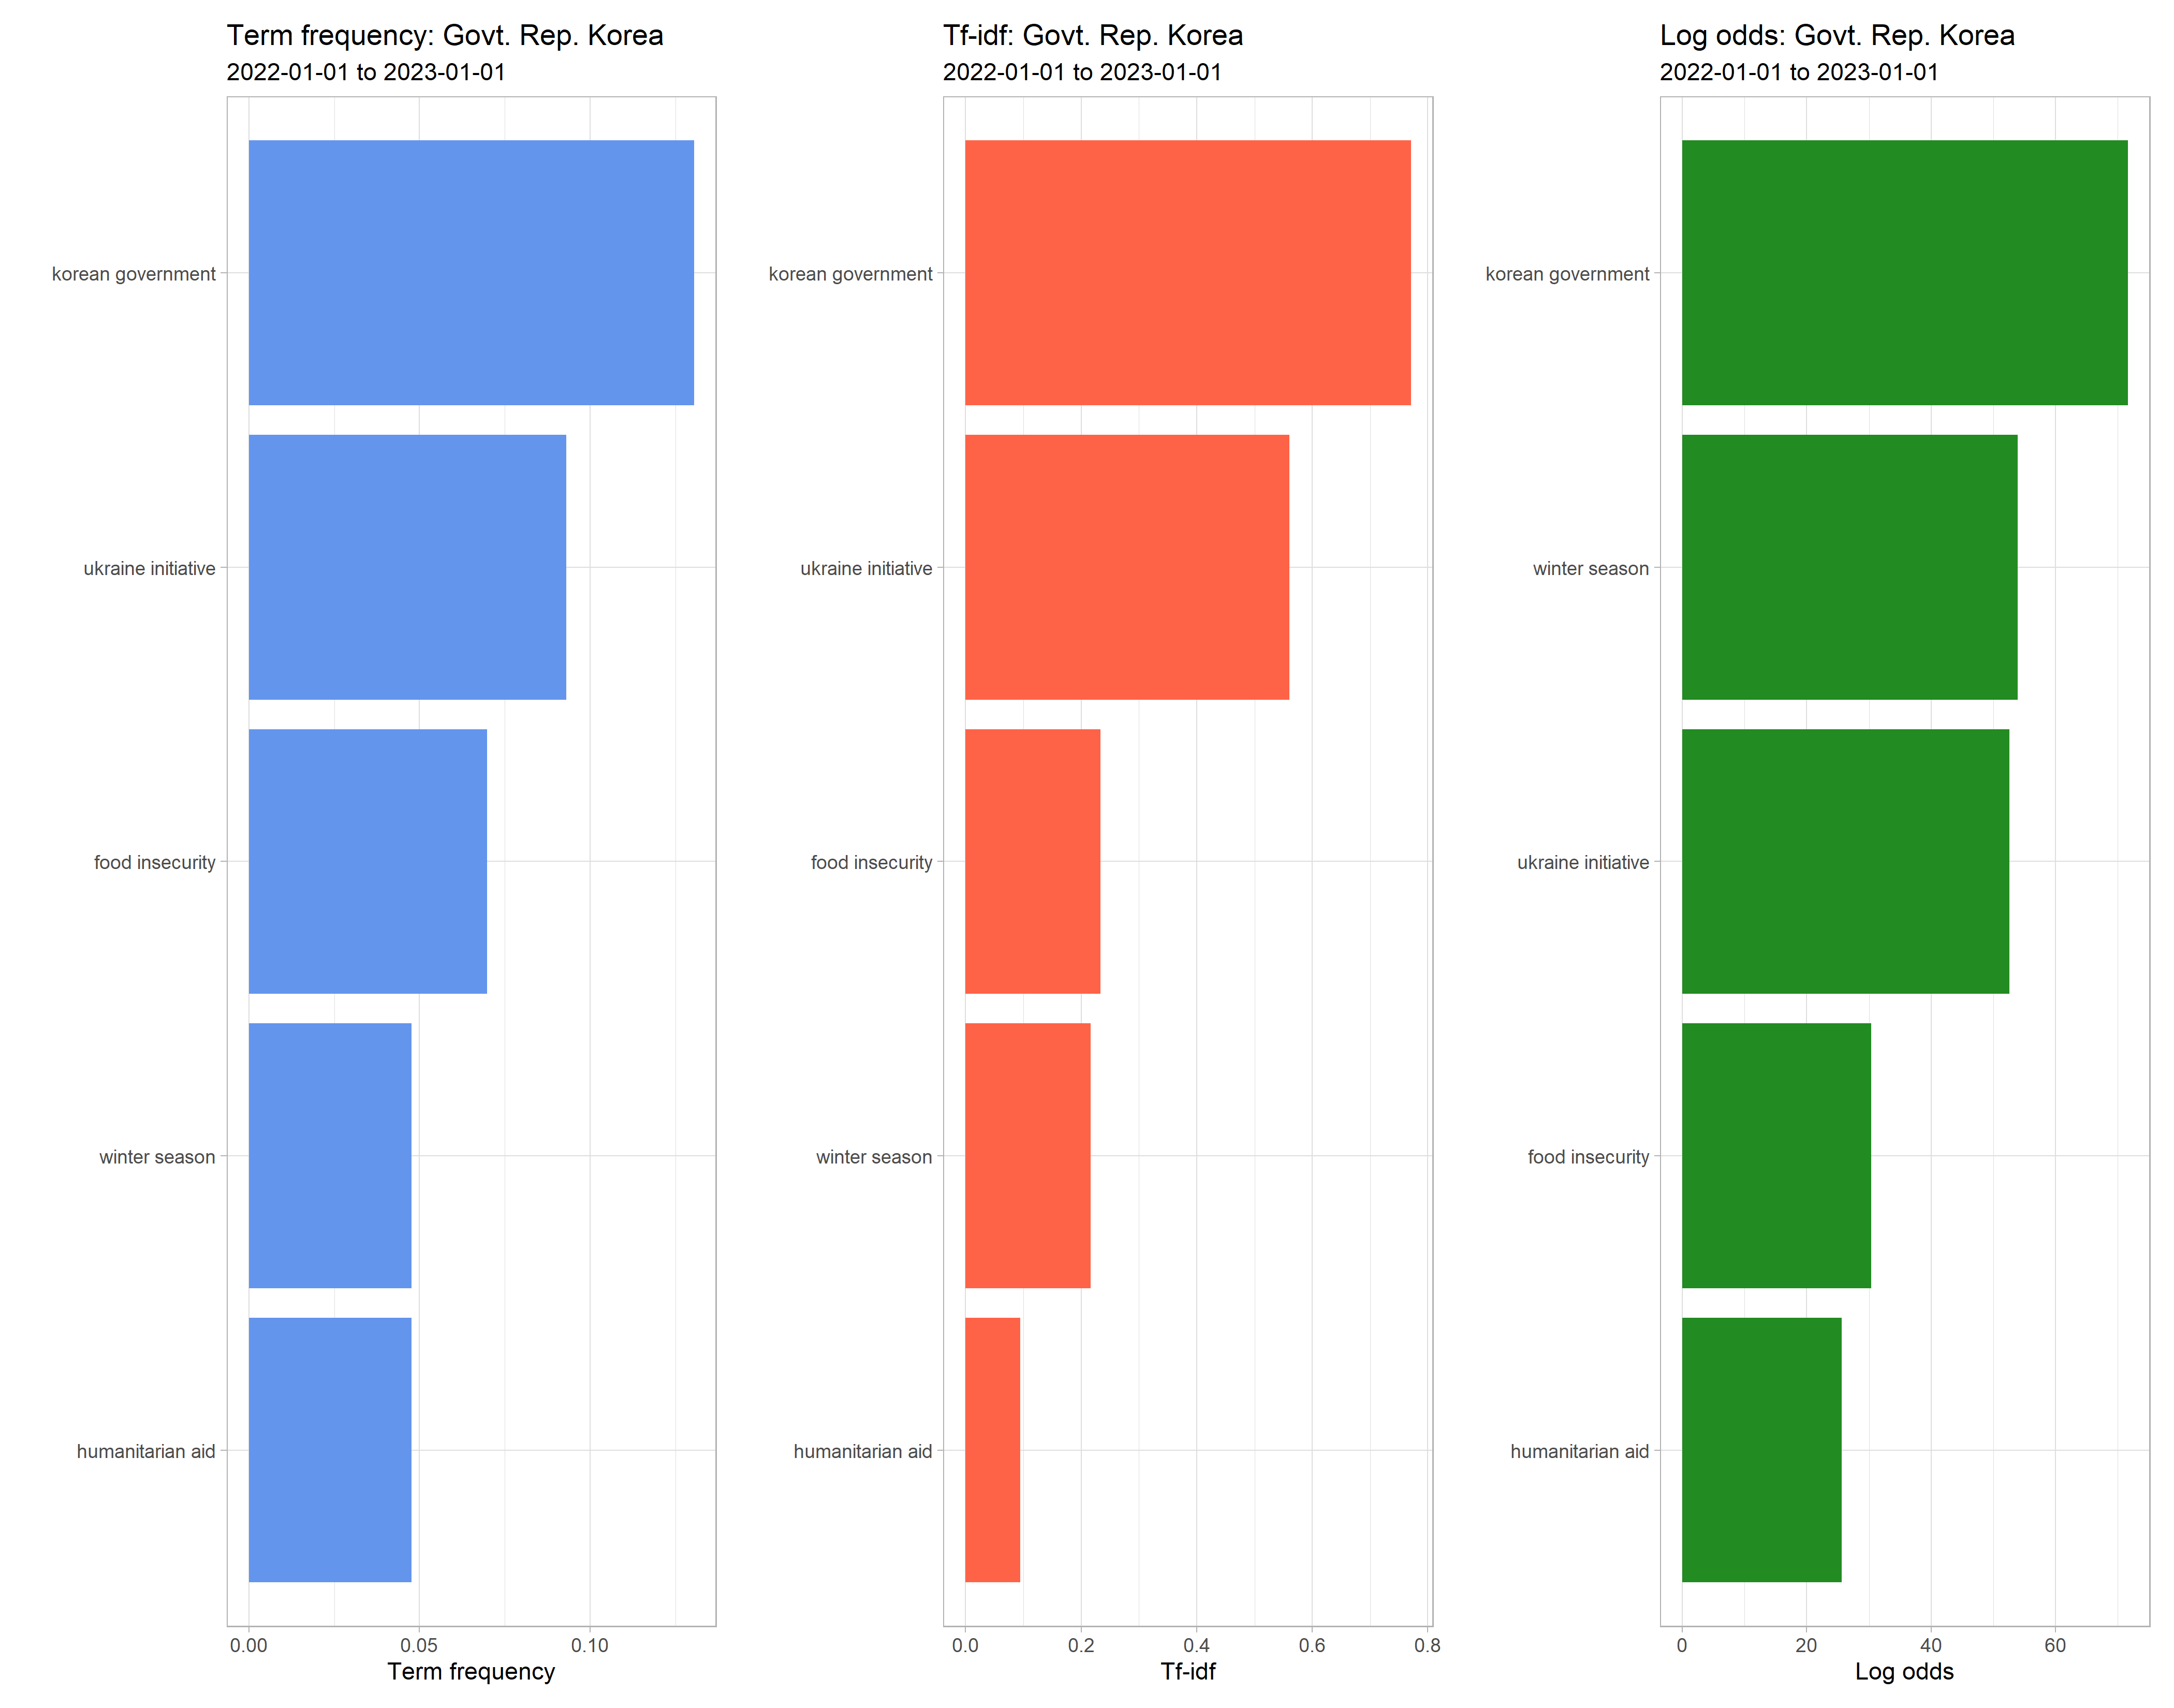 Term frequency: Govt. Rep. Korea
2022-01-01 to 2023-01-01
korean government
ukraine initiative
food insecurity
winter season
humanitarian aid
0.00 0.05 0.10
Term frequency
Tf-idf: Govt. Rep. Korea
2022-01-01 to 2023-01-01
korean government
ukraine initiative
food insecurity
winter season
humanitarian aid
0.0 0.2 0.4 0.6 0.8
Tf-idf
Log odds: Govt. Rep. Korea
2022-01-01 to 2023-01-01
korean government
winter season
ukraine initiative
food insecurity
humanitarian aid
0 20 40 60
Log odds